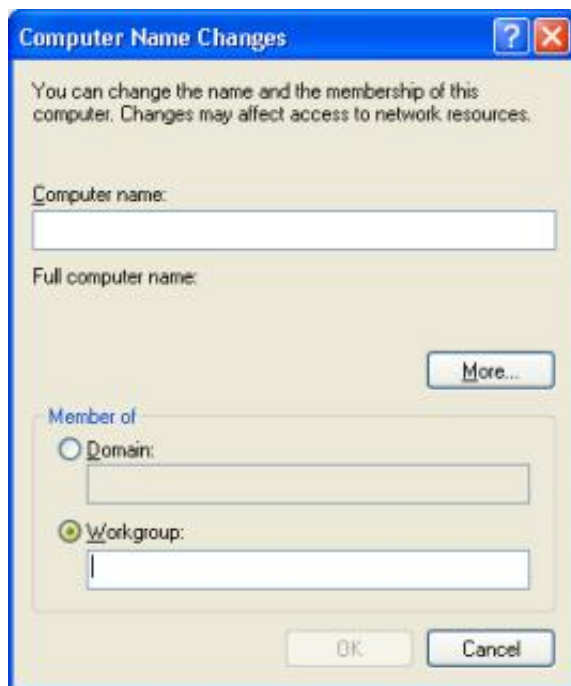 Computer Name Changes
You can change the name and the membership of this
computer. Changes may affect access to network resources.
Computer name:
Full computer name:
More...
Member of
Domain:
Workgroup:
OK
Cancel